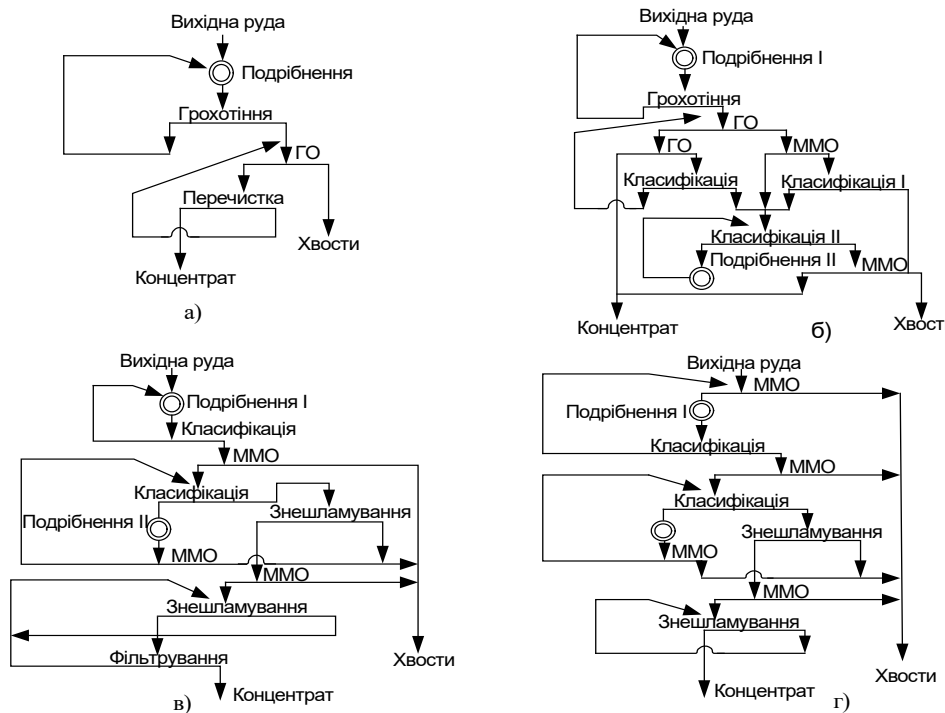 Вихідна руда
Подрібнення
Грохотіння
ГО
Перечистка
Хвости
Концентрат
а)
Вихідна руда
Подрібнення I
Грохотіння
ГО
ГО
ММО
Класифікація
Класифікація I
Класифікація II
Подрібнення II
ММО
Концентрат
Хвост
б)
Вихідна руда
Подрібнення I
Класифікація
ММО
Класифікація
Знешламування
Подрібнення II
ММО
ММО
Знешламування
Фільтрування
Хвости
Концентрат
в)
Вихідна руда
ММО
Подрібнення I
Класифікація
ММО
Класифікація
Знешламування
ММО
ММО
Знешламування
Хвости
Концентрат
г)